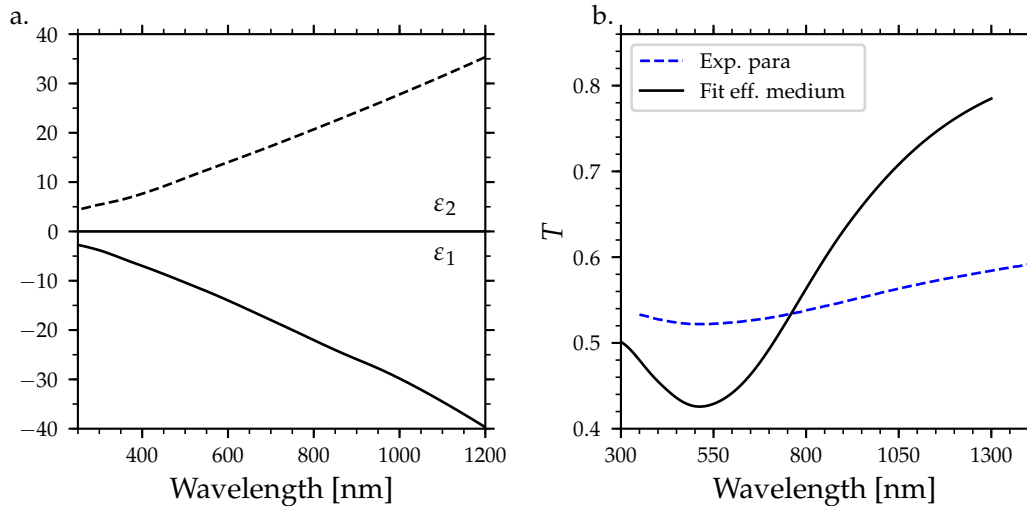 a.
40
30
20
10
0
−10
−20
−30
−40
ε2
ε1
400
600
800
1000
1200
Wavelength [nm]
b.
Exp. para
Fit eff. medium
0.8
0.7
0.6
0.5
0.4
T
300
550
800
1050
1300
Wavelength [nm]